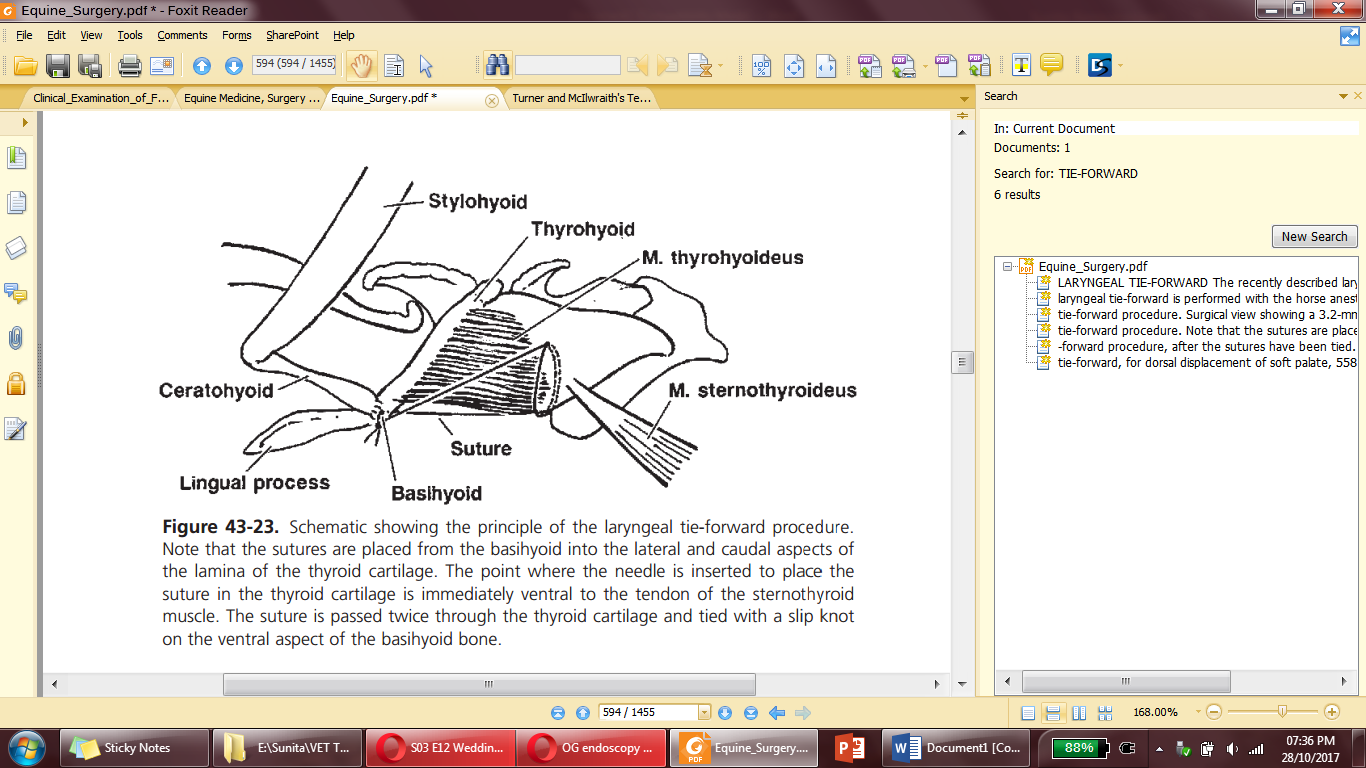 Equine_Surgery.pdf * - Foxit Reader
File Edit View Tools Comments Forms SharePoint Help
594 (594 / 1455)
Clinical_Examination_of_F... Equine Medicine, Surgery ... Equine_Surgery.pdf * Turner and McIlwraith's Te...
Search
In: Current Document
Documents: 1
Search for: TIE-FORWARD
6 results
New Search
Equine_Surgery.pdf
LARYNGEAL TIE-FORWARD The recently described lary
laryngeal tie-forward is performed with the horse anest
tie-forward procedure. Surgical view showing a 3.2-mm
tie-forward procedure. Note that the sutures are place
-forward procedure, after the sutures have been tied.
tie-forward, for dorsal displacement of soft palate, 558
Stylohyoid
Thyrohyoid
M. thyrohyoideus
Ceratohyoid
M. sternothyroideus
Suture
Lingual process
Basihyoid
Figure 43-23. Schematic showing the principle of the laryngeal tie-forward procedure.
Note that the sutures are placed from the basihyoid into the lateral and caudal aspects of
the lamina of the thyroid cartilage. The point where the needle is inserted to place the
suture in the thyroid cartilage is immediately ventral to the tendon of the sternothyroid
muscle. The suture is passed twice through the thyroid cartilage and tied with a slip knot
on the ventral aspect of the basihyoid bone.
594 / 1455
168.00%
Sticky Notes
E:\Sunita\VET T...
S03 E12 Weddin...
OG endoscopy ...
Equine_Surgery....
Document1 [Co...
88%
07:36 PM
28/10/2017